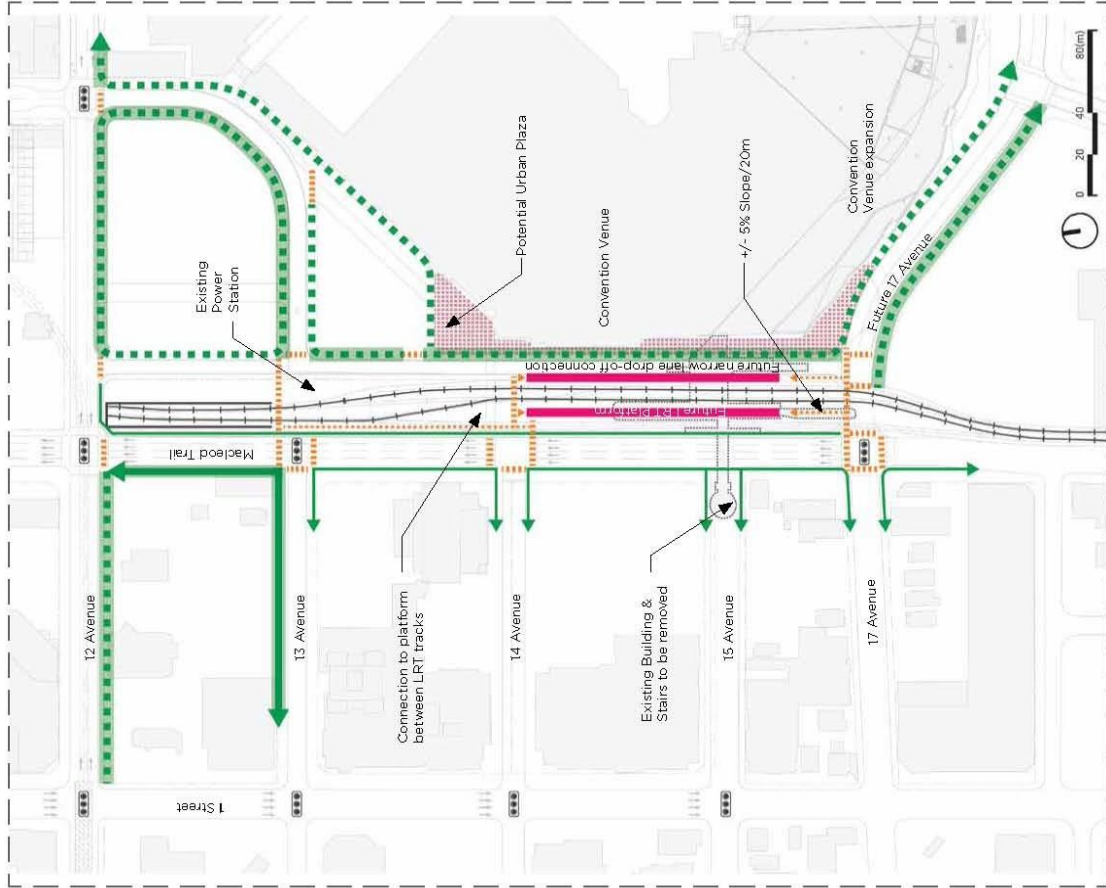 12 Avenue
1 Street
Macleod Trail
Existing
Power
Station
13 Avenue
Connection to platform
between LRT tracks
14 Avenue
Potential Urban Plaza
Convention Venue
Future narrow lane drop-off connection
Future LRT Platform
Existing Building &
Stairs to be removed
15 Avenue
+/- 5% Slope/20m
Convention
Venue expansion
17 Avenue
Future 17 Avenue
0 20 40 80(m)